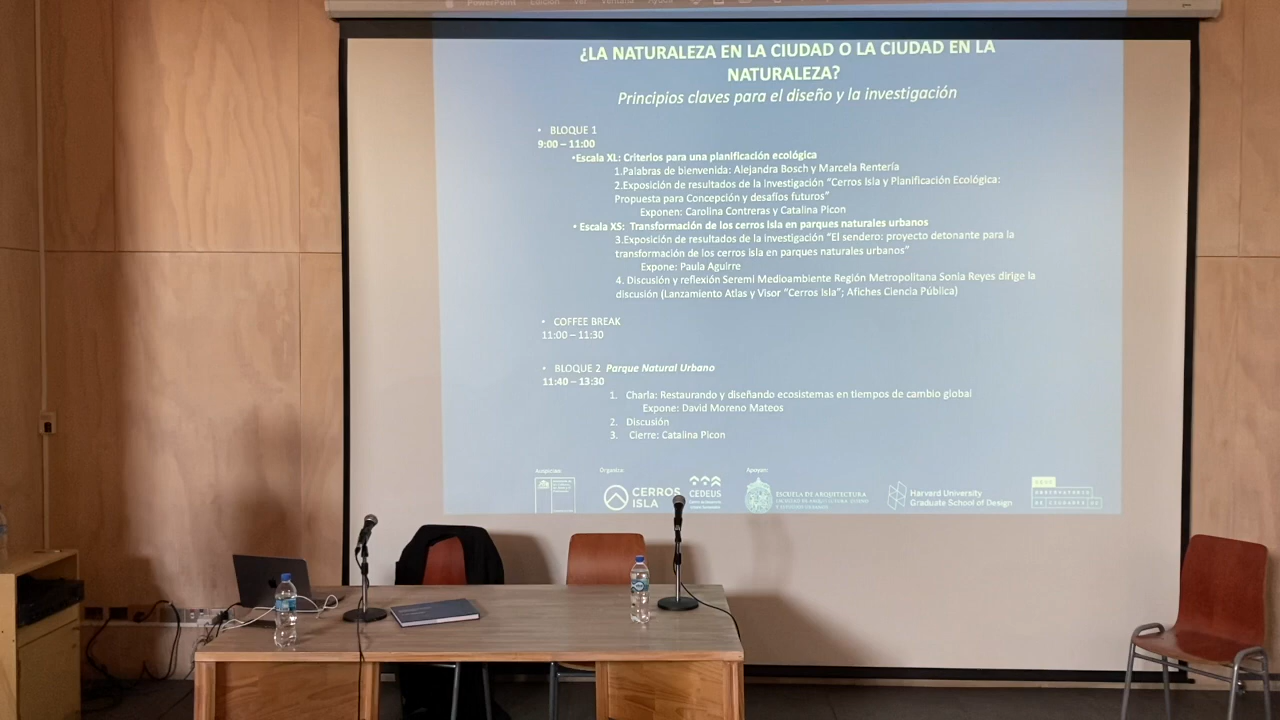 PowerPoint Edición Ver Ventana Ayuda
¿LA NATURALEZA EN LA CIUDAD O LA CIUDAD EN LA
NATURALEZA?
Principios claves para el diseño y la investigación
• BLOQUE 1
9:00 – 11:00
•Escala XL: Criterios para una planificación ecológica
1.Palabras de bienvenida: Alejandra Bosch y Marcela Rentería
2.Exposición de resultados de la investigación “Cerros Isla y Planificación Ecológica:
Propuesta para Concepción y desafíos futuros”
Exponen: Carolina Contreras y Catalina Picon
• Escala XS: Transformación de los cerros isla en parques naturales urbanos
3.Exposición de resultados de la investigación “El sendero: proyecto detonante para la
transformación de los cerros isla en parques naturales urbanos”
Expone: Paula Aguirre
4. Discusión y reflexión Seremi Medioambiente Región Metropolitana Sonia Reyes dirige la
discusión (Lanzamiento Atlas y Visor “Cerros Isla”; Afiches Ciencia Pública)
• COFFEE BREAK
11:00 – 11:30
• BLOQUE 2 Parque Natural Urbano
11:40 – 13:30
1. Charla: Restaurando y diseñando ecosistemas en tiempos de cambio global
Expone: David Moreno Mateos
2. Discusión
3. Cierre: Catalina Picon
Auspician: Organiza: Apoyan:
CERROS
ISLA
CEDEUS
ESCUELA DE ARQUITECTURA
Harvard University
Graduate School of Design
OBSERVATORIO